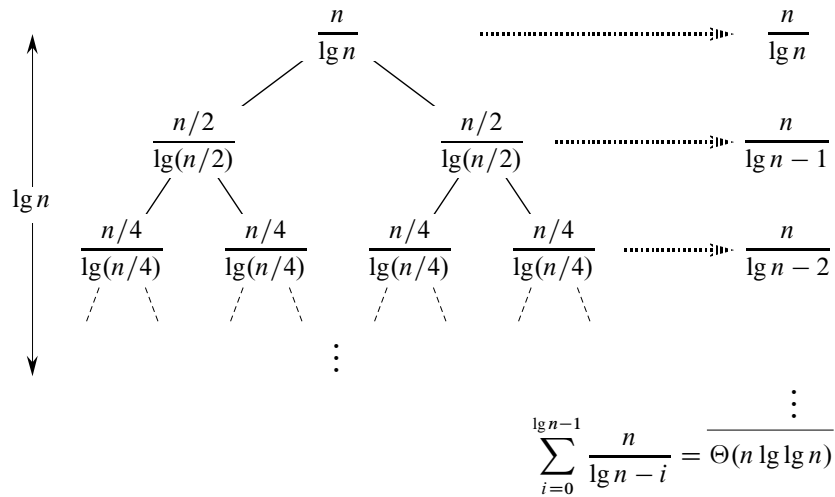 n/lg n n/lg n
(n/2)/lg(n/2) (n/2)/lg(n/2) n/(lg n − 1)
lg n
(n/4)/lg(n/4) (n/4)/lg(n/4) (n/4)/lg(n/4) (n/4)/lg(n/4) n/(lg n − 2)
⋮
⋮
∑_{i=0}^{lg n−1} n/(lg n − i) = Θ(n lg lg n)